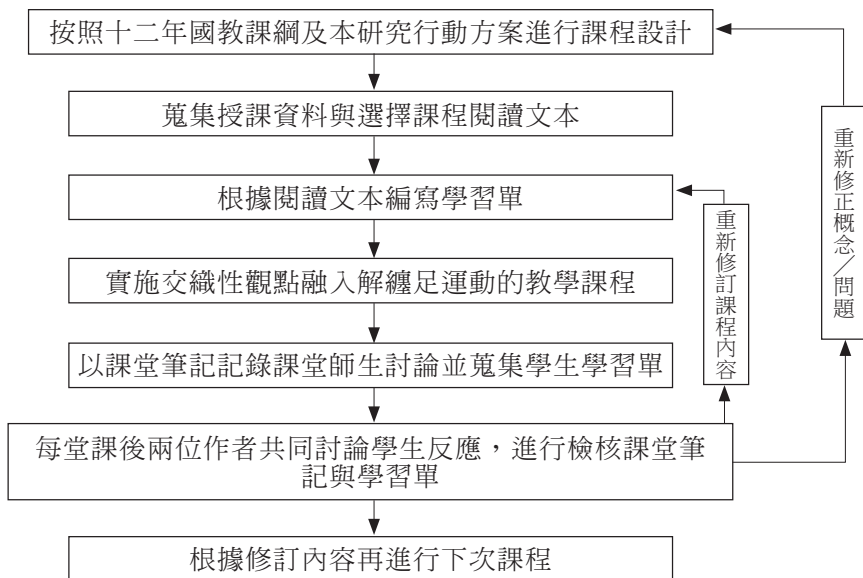 按照十二年國教課綱及本研究行動方案進行課程設計
蒐集授課資料與選擇課程閱讀文本
根據閱讀文本編寫學習單
實施交織性觀點融入解纏足運動的教學課程
以課堂筆記記錄課堂師生討論並蒐集學生學習單
每堂課後兩位作者共同討論學生反應，進行檢核課堂筆
記與學習單
根據修訂內容再進行下次課程
重新修訂課程內容
重新修正概念／問題